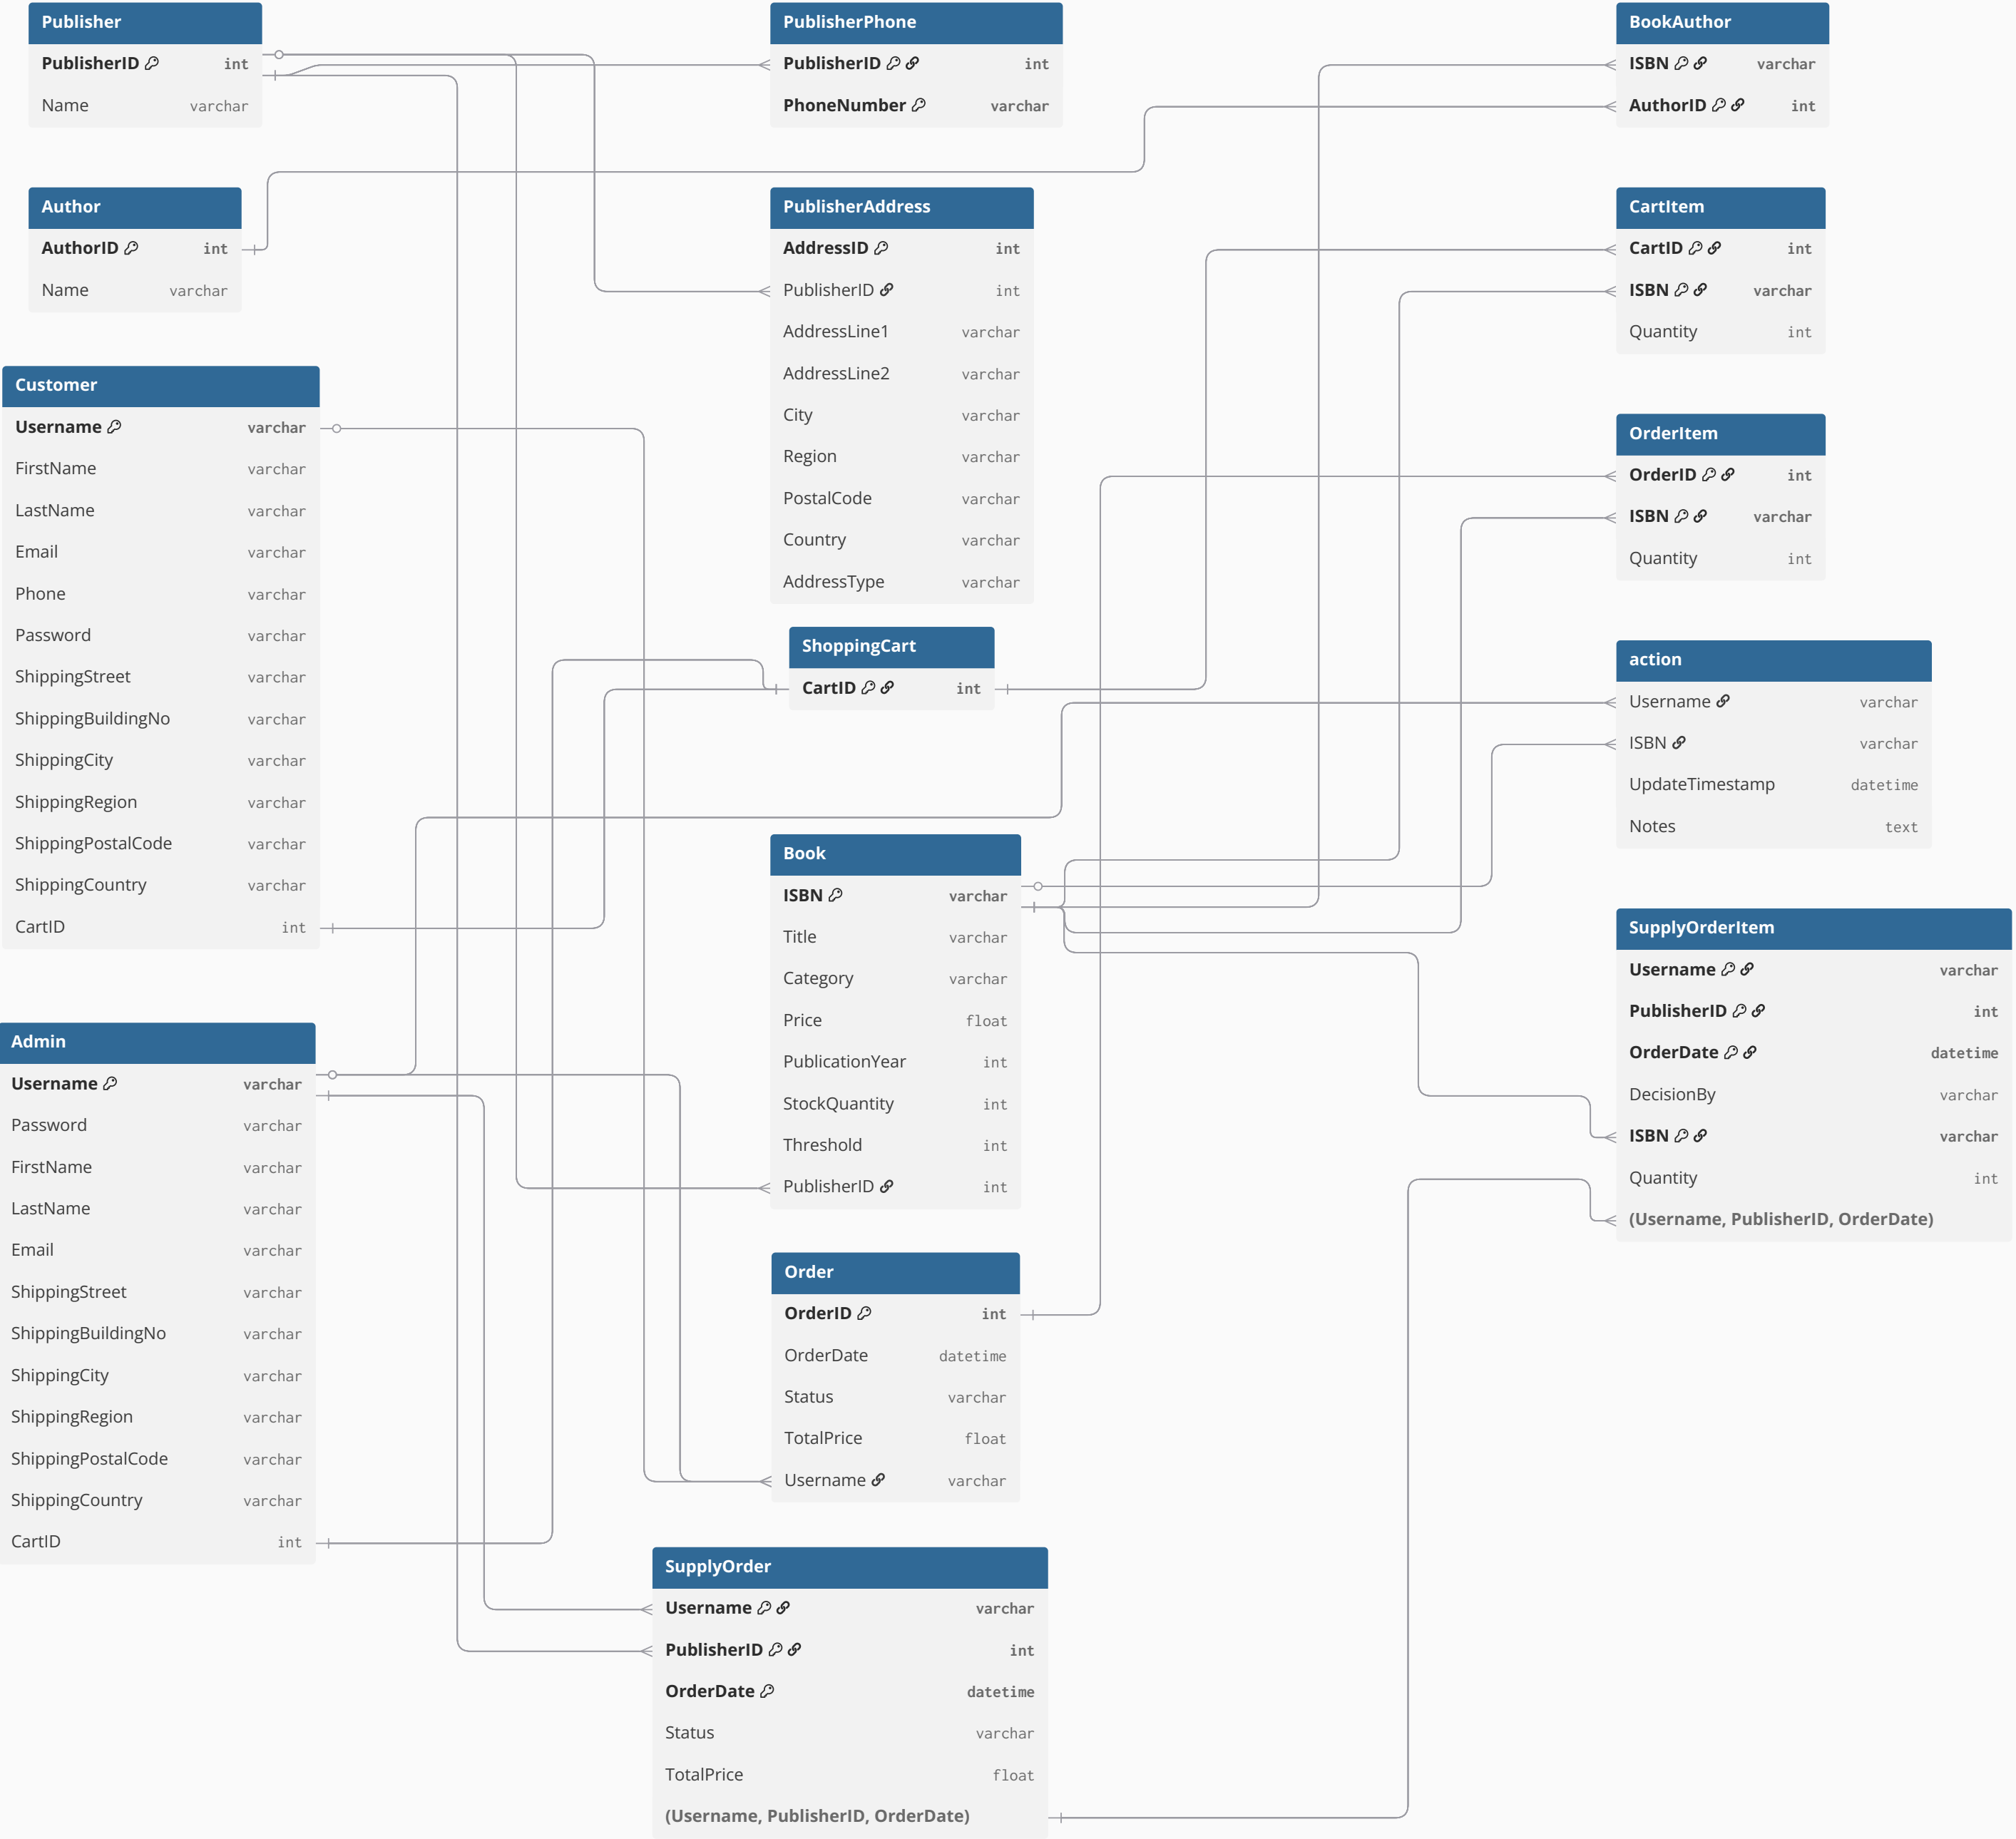 Publisher
PublisherID int
Name varchar
Author
AuthorID int
Name varchar
Customer
Username varchar
FirstName varchar
LastName varchar
Email varchar
Phone varchar
Password varchar
ShippingStreet varchar
ShippingBuildingNo varchar
ShippingCity varchar
ShippingRegion varchar
ShippingPostalCode varchar
ShippingCountry varchar
CartID int
Admin
Username varchar
Password varchar
FirstName varchar
LastName varchar
Email varchar
ShippingStreet varchar
ShippingBuildingNo varchar
ShippingCity varchar
ShippingRegion varchar
ShippingPostalCode varchar
ShippingCountry varchar
CartID int
PublisherPhone
PublisherID int
PhoneNumber varchar
PublisherAddress
AddressID int
PublisherID int
AddressLine1 varchar
AddressLine2 varchar
City varchar
Region varchar
PostalCode varchar
Country varchar
AddressType varchar
ShoppingCart
CartID int
Book
ISBN varchar
Title varchar
Category varchar
Price float
PublicationYear int
StockQuantity int
Threshold int
PublisherID int
Order
OrderID int
OrderDate datetime
Status varchar
TotalPrice float
Username varchar
SupplyOrder
Username varchar
PublisherID int
OrderDate datetime
Status varchar
TotalPrice float
(Username, PublisherID, OrderDate)
BookAuthor
ISBN varchar
AuthorID int
CartItem
CartID int
ISBN varchar
Quantity int
OrderItem
OrderID int
ISBN varchar
Quantity int
action
Username varchar
ISBN varchar
UpdateTimestamp datetime
Notes text
SupplyOrderItem
Username varchar
PublisherID int
OrderDate datetime
DecisionBy varchar
ISBN varchar
Quantity int
(Username, PublisherID, OrderDate)